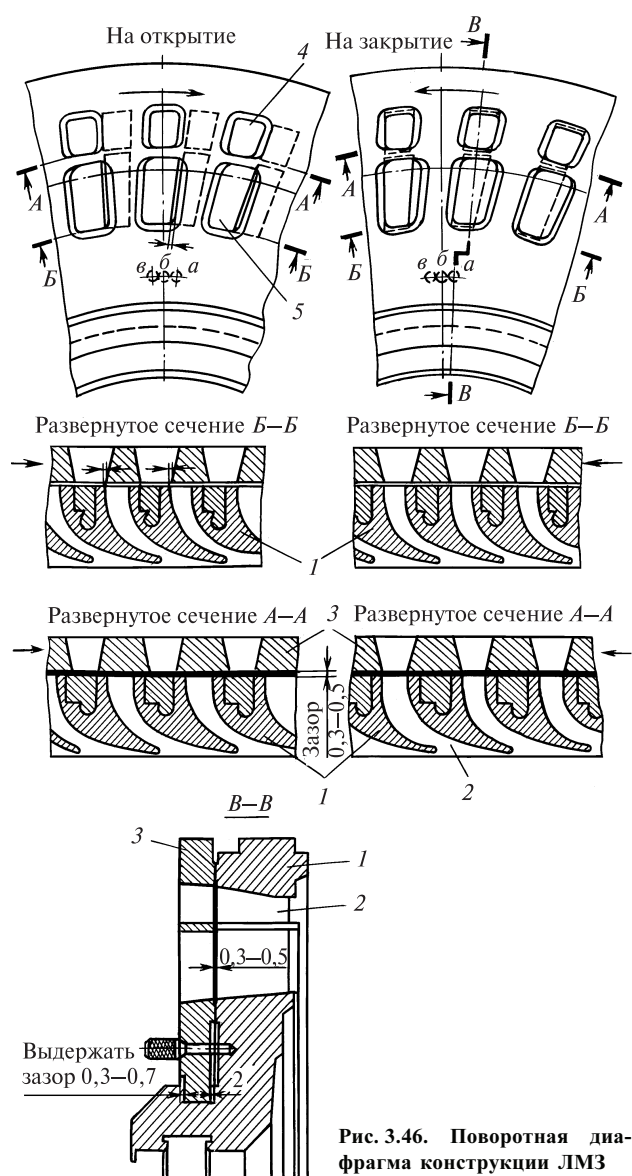 На открытие
4
На закрытие
В
А
А
А
А
Б
Б
Б
Б
в б а
в б а
5
В
Развернутое сечение Б–Б
Развернутое сечение Б–Б
1
Развернутое сечение А–А
3
Развернутое сечение А–А
Зазор
0,3–0,5
1
2
В–В
3
1
2
0,3–0,5
Выдержать
зазор 0,3–0,7
2
Рис. 3.46. Поворотная диа-
фрагма конструкции ЛМЗ